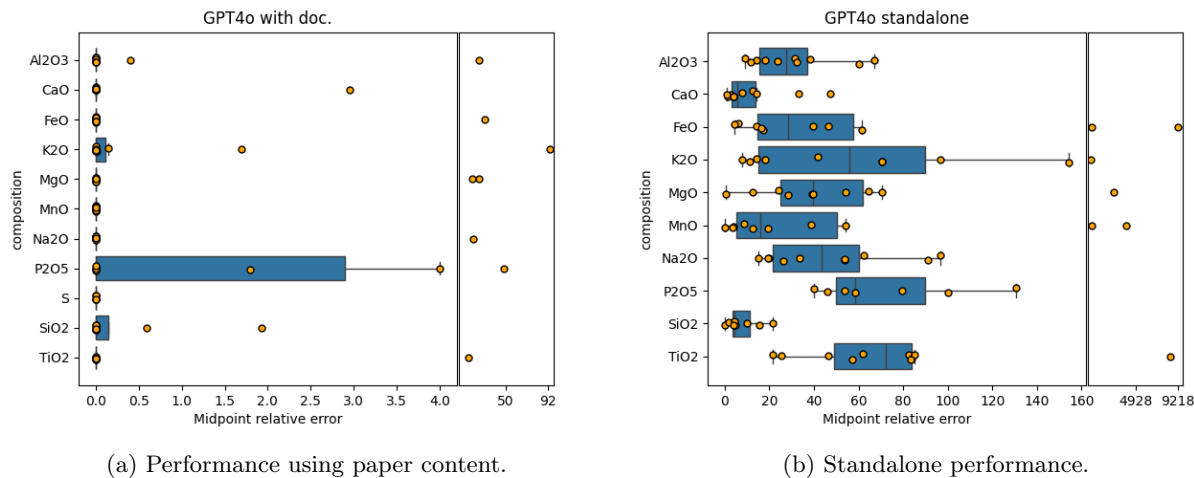 GPT4o with doc.
Al2O3
CaO
FeO
K2O
MgO
MnO
Na2O
P2O5
S
SiO2
TiO2
composition
0.0 0.5 1.0 1.5 2.0 2.5 3.0 3.5 4.0 50 92
Midpoint relative error
(a) Performance using paper content.
GPT4o standalone
Al2O3
CaO
FeO
K2O
MgO
MnO
Na2O
P2O5
SiO2
TiO2
composition
0 20 40 60 80 100 120 140 160 4928 9218
Midpoint relative error
(b) Standalone performance.